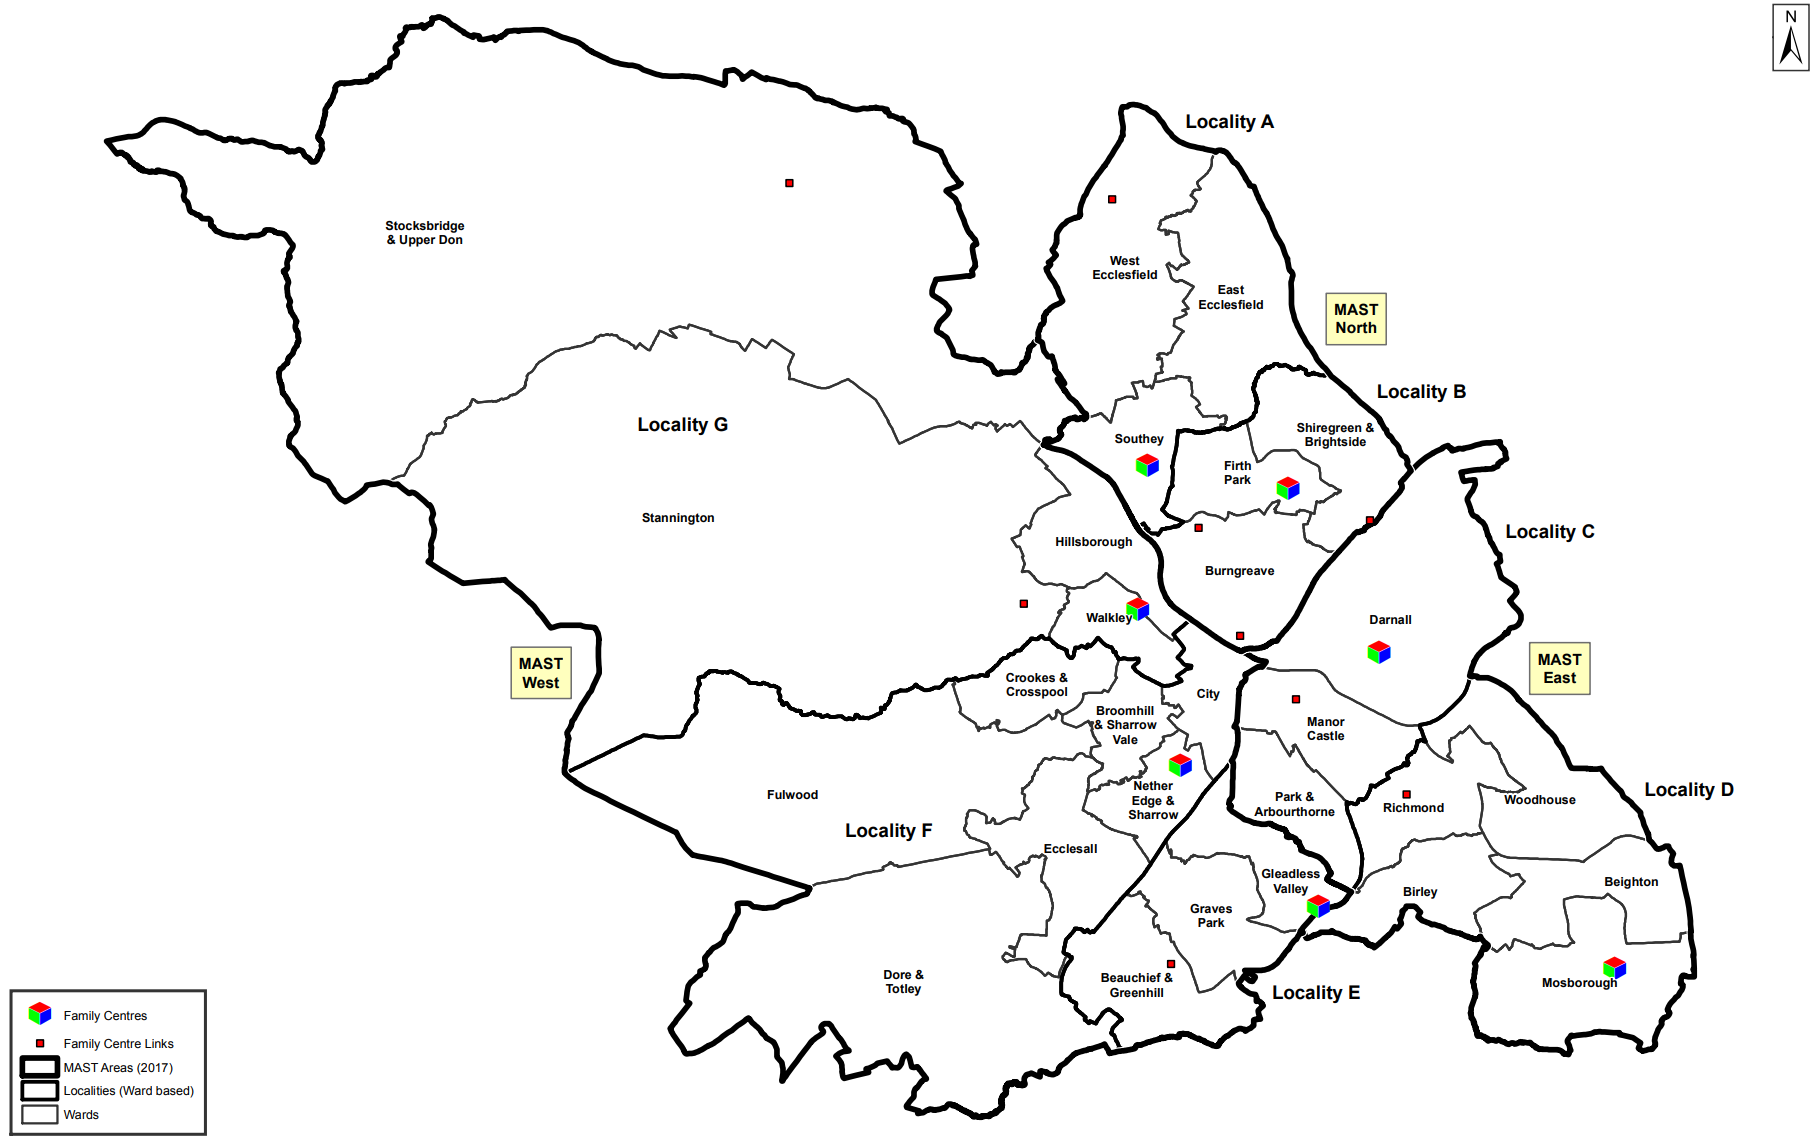 N
Locality A
Stocksbridge
& Upper Don
West
Ecclesfield
East
Ecclesfield
MAST
North
Locality B
Locality G
Southey
Shiregreen &
Brightside
Firth
Park
Stannington
Locality C
Hillsborough
Burngreave
Walkley
Darnall
MAST
West
MAST
East
Crookes &
Crosspool
City
Broomhill
& Sharrow
Vale
Manor
Castle
Fulwood
Nether
Edge &
Sharrow
Park &
Arbourthorne
Richmond
Woodhouse
Locality D
Locality F
Ecclesall
Gleadless
Valley
Birley
Beighton
Graves
Park
Dore &
Totley
Beauchief &
Greenhill
Locality E
Mosborough
Family Centres
Family Centre Links
MAST Areas (2017)
Localities (Ward based)
Wards